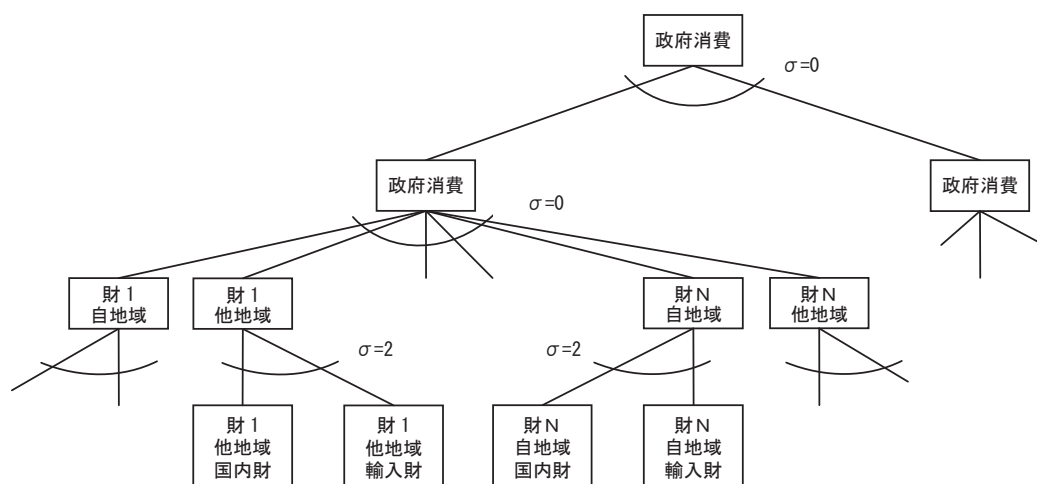 政府消費
σ=0
政府消費
政府消費
σ=0
財1
自地域
財1
他地域
財N
自地域
財N
他地域
σ=2
σ=2
財1
他地域
国内財
財1
他地域
輸入財
財N
自地域
国内財
財N
自地域
輸入財